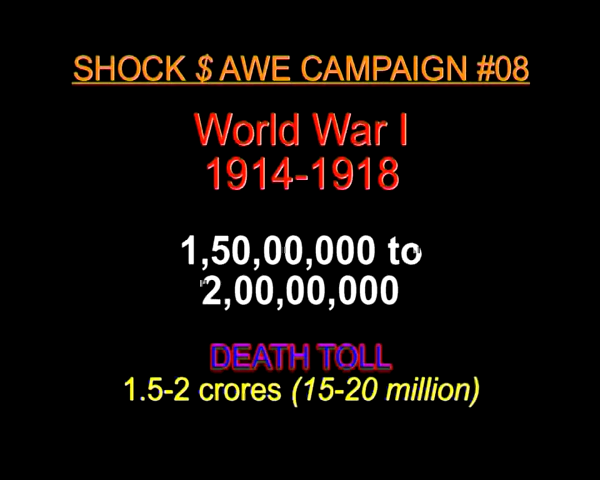 SHOCK $ AWE CAMPAIGN #08
World War I
1914-1918
1,50,00,000 to
2,00,00,000
DEATH TOLL
1.5-2 crores (15-20 million)